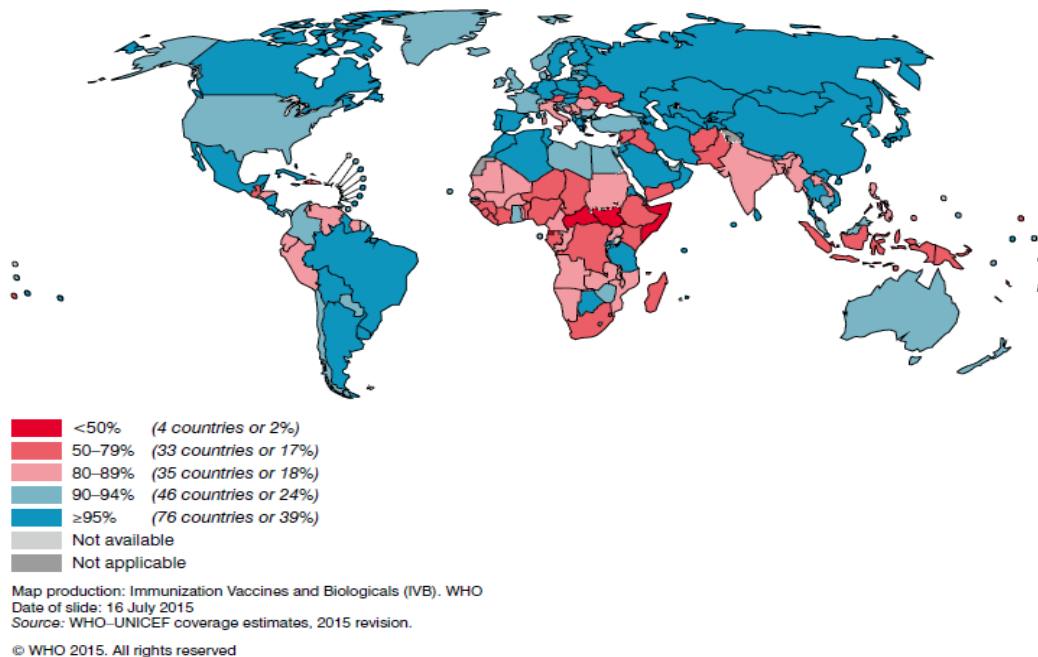 <50% (4 countries or 2%)
50–79% (33 countries or 17%)
80–89% (35 countries or 18%)
90–94% (46 countries or 24%)
≥95% (76 countries or 39%)
Not available
Not applicable
Map production: Immunization Vaccines and Biologicals (IVB). WHO
Date of slide: 16 July 2015
Source: WHO–UNICEF coverage estimates, 2015 revision.
© WHO 2015. All rights reserved